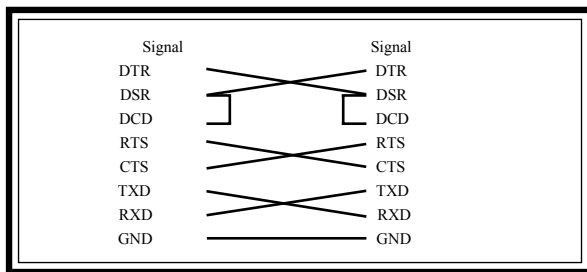 Signal Signal
DTR DTR
DSR DSR
DCD DCD
RTS RTS
CTS CTS
TXD TXD
RXD RXD
GND GND